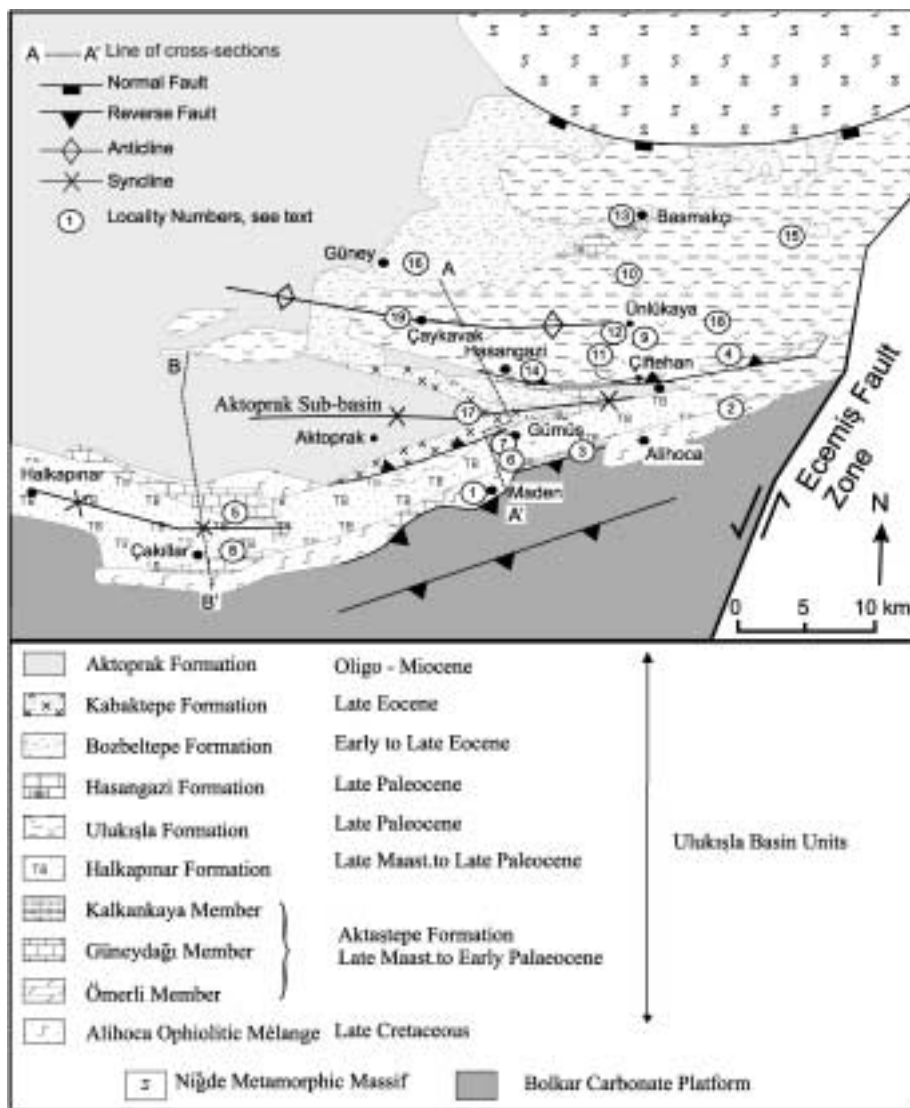 A A' Line of cross-sections
Normal Fault
Reverse Fault
Anticline
Syncline
1 Locality Numbers, see text
13 Basmakçı
15
Güney 16
A
10
19 Ünlükaya
12 9 16
Çaykavak
Hasangazi 11 4
B 14 Çiftehan
Aktoprak Sub-basin 17 2
Aktoprak 7 Gümüş
6 3 Alihoca
Halkapınar
1 Maden
A'
5
Çakıllar 8
B'
Ecemiş Fault
Zone
N
0 5 10 km
Aktoprak Formation Oligo - Miocene
Kabaktepe Formation Late Eocene
Bozbeltepe Formation Early to Late Eocene
Hasangazi Formation Late Paleocene
Ulukışla Formation Late Paleocene
Halkapınar Formation Late Maast.to Late Paleocene
Kalkankaya Member
Güneydağı Member
Ömerli Member
Aktastepe Formation
Late Maast.to Early Palaeocene
Alihoca Ophiolitic Mélange Late Cretaceous
Ulukışla Basin Units
Niğde Metamorphic Massif Bolkar Carbonate Platform